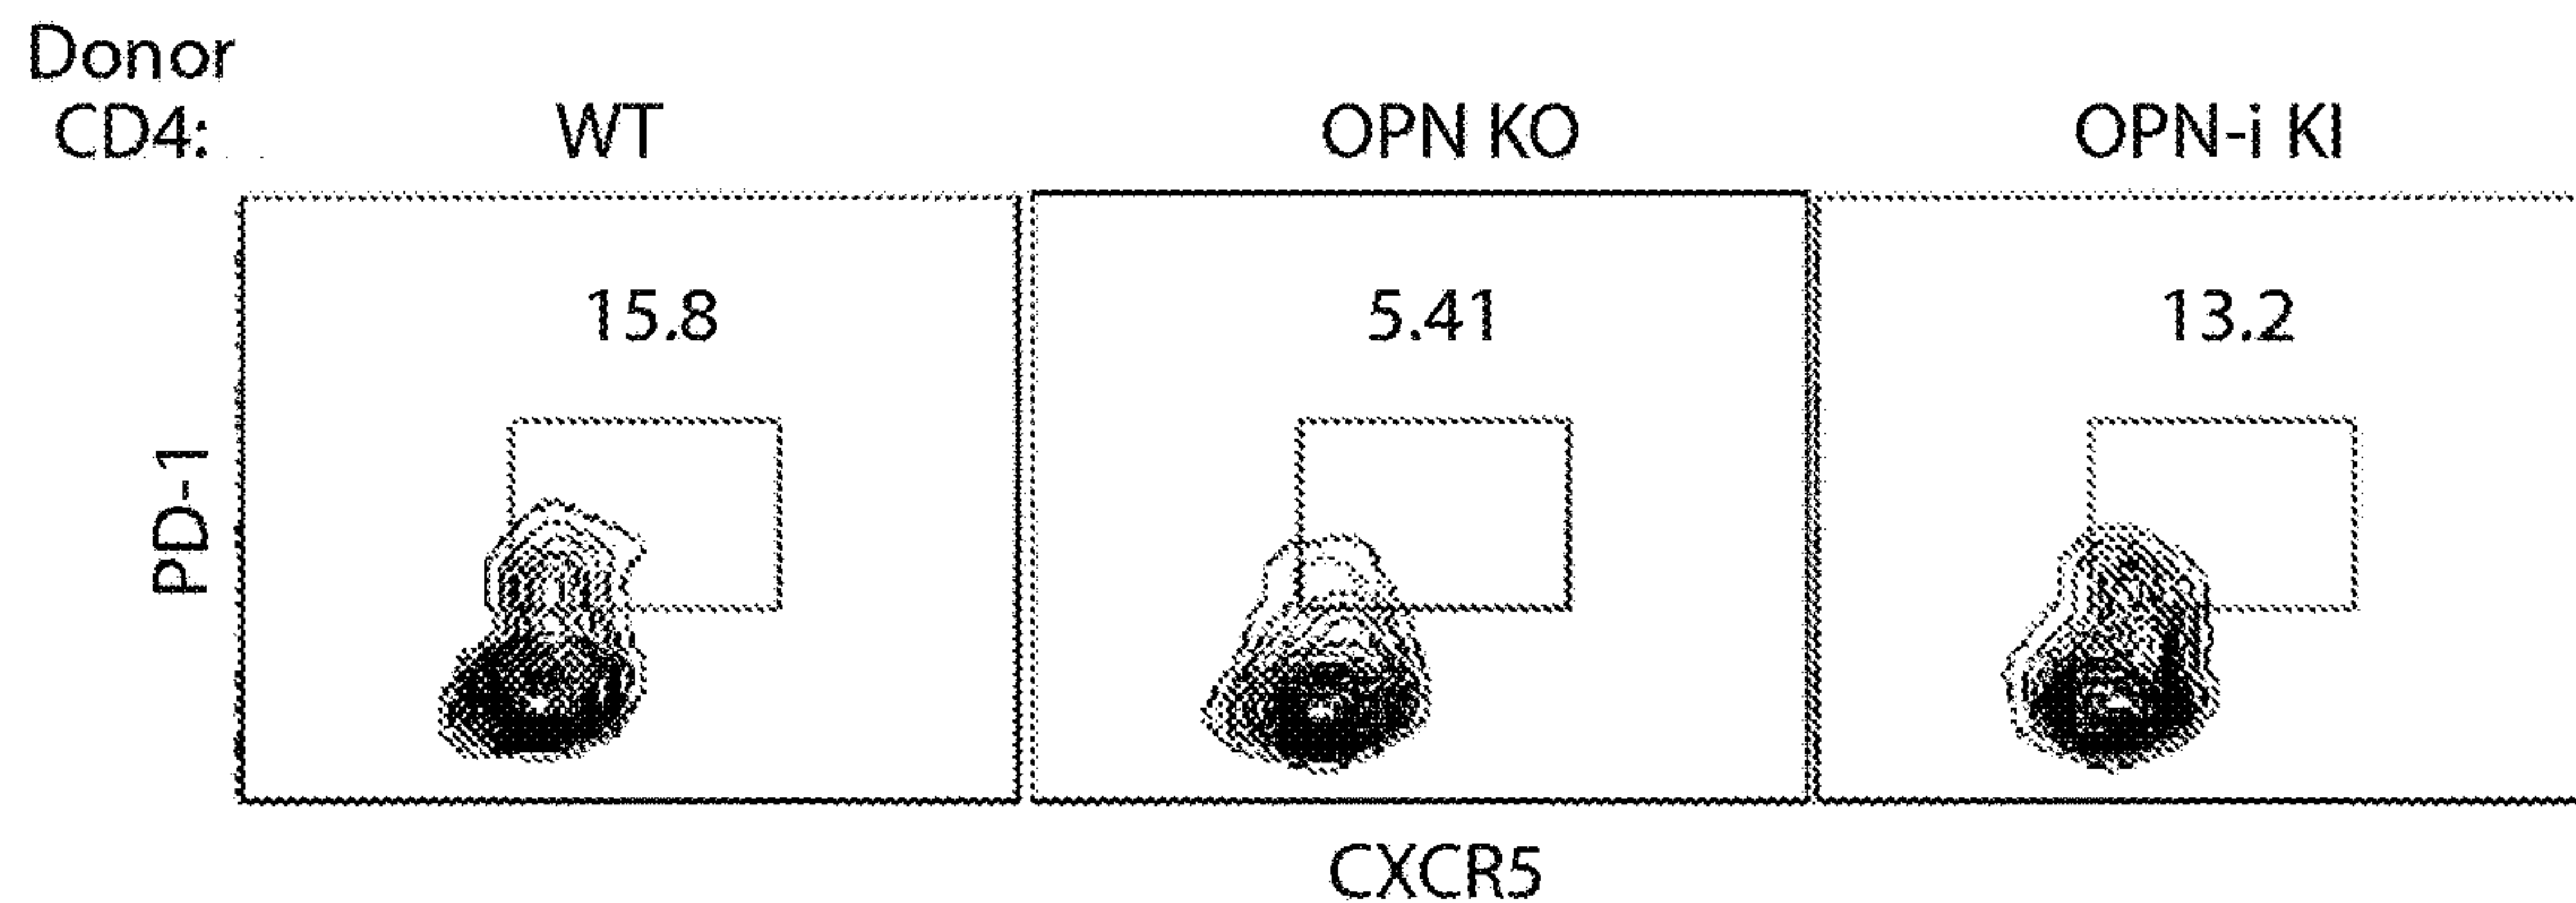 Donor
CD4: WT OPN KO OPN-i KI
15.8 5.41 13.2
PD-1
CXCR5